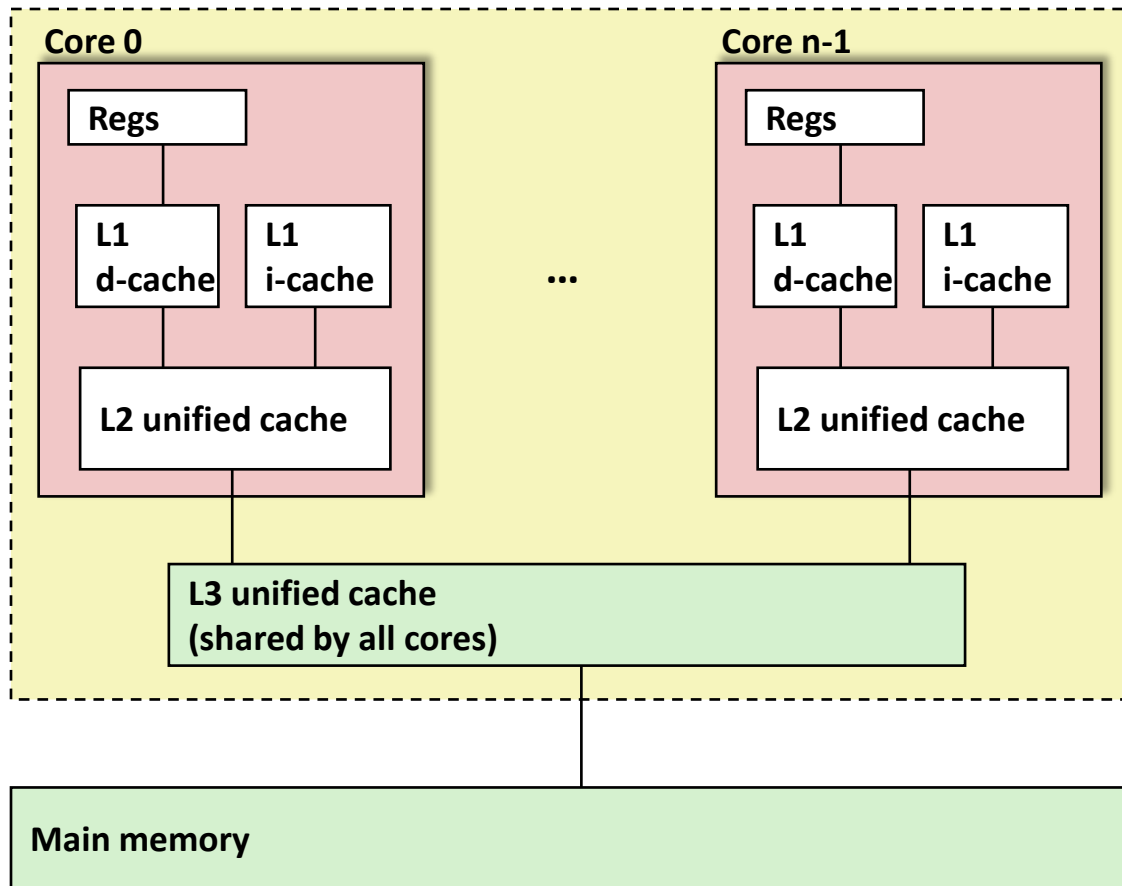 Core 0
Regs
L1
d-cache
L1
i-cache
L2 unified cache
...
Core n-1
Regs
L1
d-cache
L1
i-cache
L2 unified cache
L3 unified cache
(shared by all cores)
Main memory